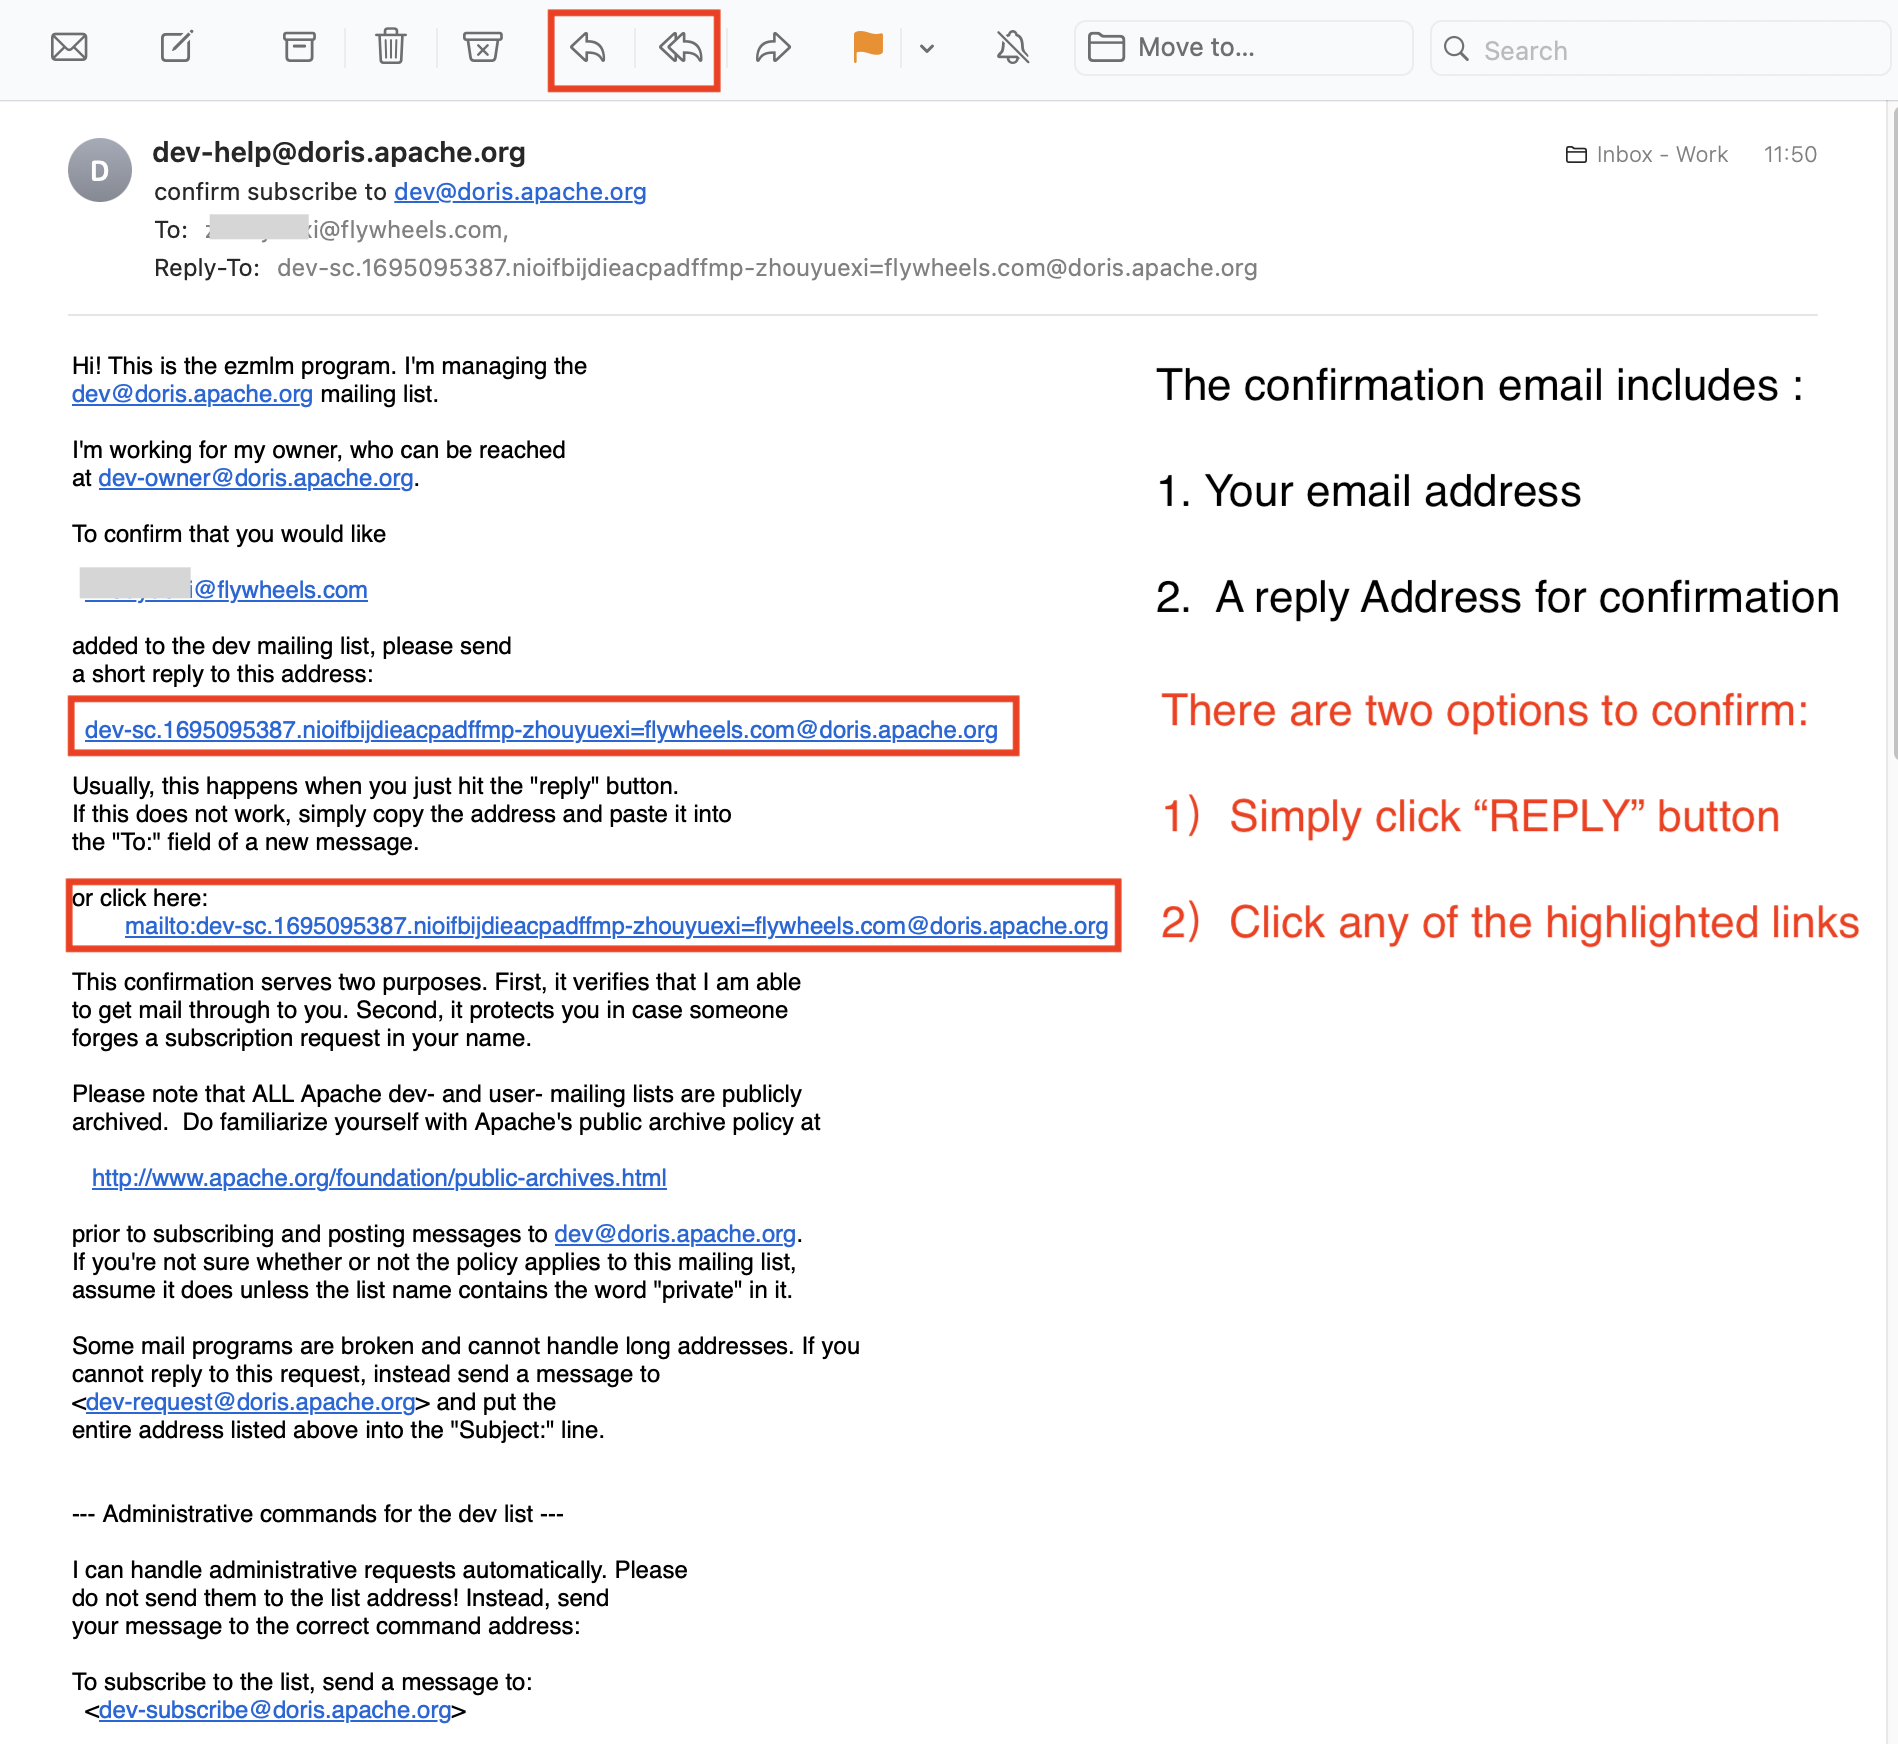 Move to...
Search
D
dev-help@doris.apache.org
Inbox - Work 11:50
confirm subscribe to dev@doris.apache.org
To: i@flywheels.com,
Reply-To: dev-sc.1695095387.nioifbijdieacpadffmp-zhouyuexi=flywheels.com@doris.apache.org
Hi! This is the ezmlm program. I'm managing the
dev@doris.apache.org mailing list.
I'm working for my owner, who can be reached
at dev-owner@doris.apache.org.
To confirm that you would like
i@flywheels.com
added to the dev mailing list, please send
a short reply to this address:
dev-sc.1695095387.nioifbijdieacpadffmp-zhouyuexi=flywheels.com@doris.apache.org
Usually, this happens when you just hit the "reply" button.
If this does not work, simply copy the address and paste it into
the "To:" field of a new message.
or click here:
mailto:dev-sc.1695095387.nioifbijdieacpadffmp-zhouyuexi=flywheels.com@doris.apache.org
This confirmation serves two purposes. First, it verifies that I am able
to get mail through to you. Second, it protects you in case someone
forges a subscription request in your name.
Please note that ALL Apache dev- and user- mailing lists are publicly
archived.  Do familiarize yourself with Apache's public archive policy at
http://www.apache.org/foundation/public-archives.html
prior to subscribing and posting messages to dev@doris.apache.org.
If you're not sure whether or not the policy applies to this mailing list,
assume it does unless the list name contains the word "private" in it.
Some mail programs are broken and cannot handle long addresses. If you
cannot reply to this request, instead send a message to
<dev-request@doris.apache.org> and put the
entire address listed above into the "Subject:" line.
--- Administrative commands for the dev list ---
I can handle administrative requests automatically. Please
do not send them to the list address! Instead, send
your message to the correct command address:
To subscribe to the list, send a message to:
<dev-subscribe@doris.apache.org>
The confirmation email includes :
1. Your email address
2. A reply Address for confirmation
There are two options to confirm:
1) Simply click “REPLY” button
2) Click any of the highlighted links